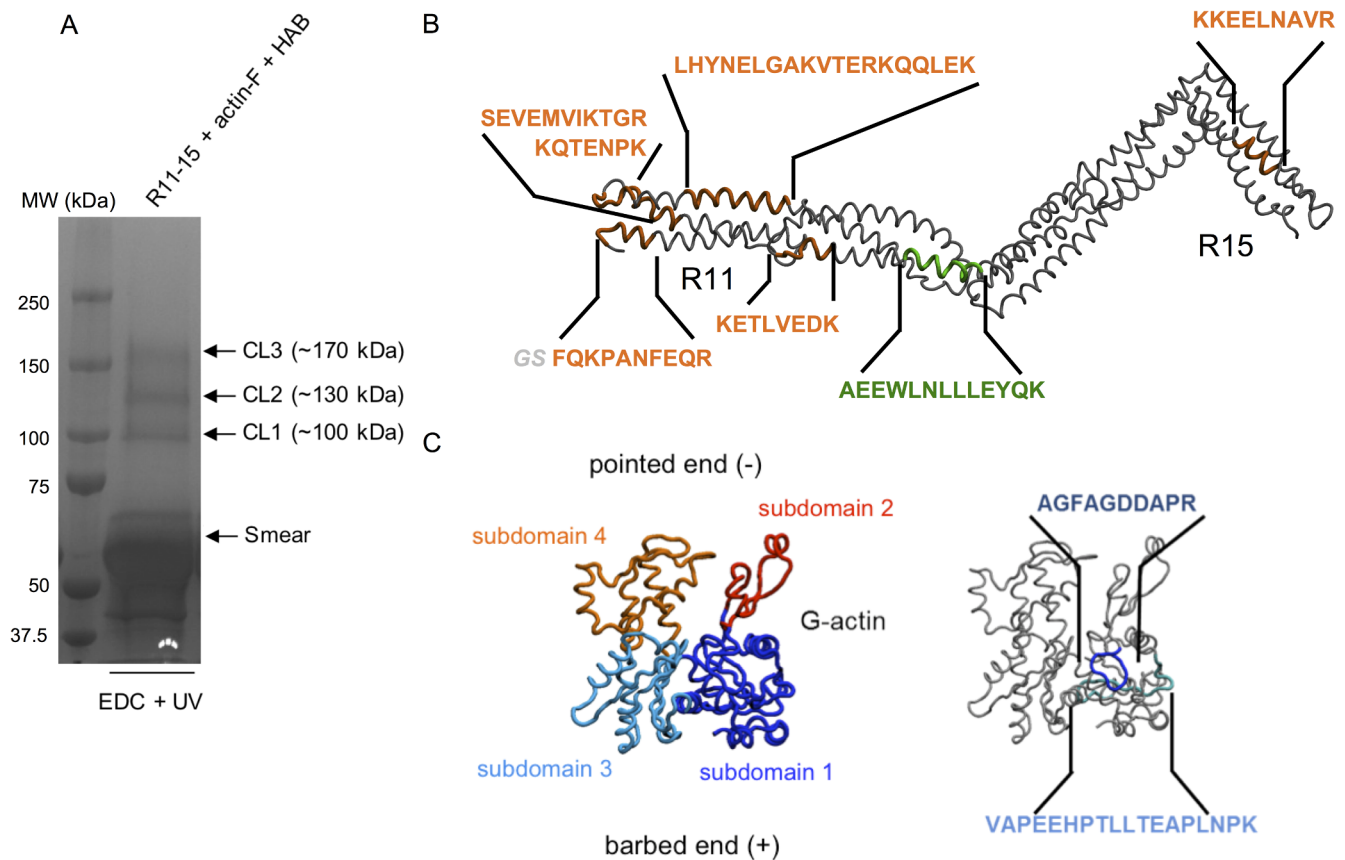 A
R11-15 + actin-F + HAB
MW (kDa)
250
150
100
75
50
37.5
CL3 (~170 kDa)
CL2 (~130 kDa)
CL1 (~100 kDa)
Smear
EDC + UV
B
KKEELNAVR
LHYNELGAKVTERKQQLEK
SEVEMVIKTGR
KQTENPK
R11
R15
KETLVEDK
GS FQKPANFEQR
AEEWLNLLLEYQK
C
pointed end (-)
subdomain 2
subdomain 4
G-actin
subdomain 3
subdomain 1
barbed end (+)
AGFAGDDAPR
VAPEEHPTLLTEAPLNPK